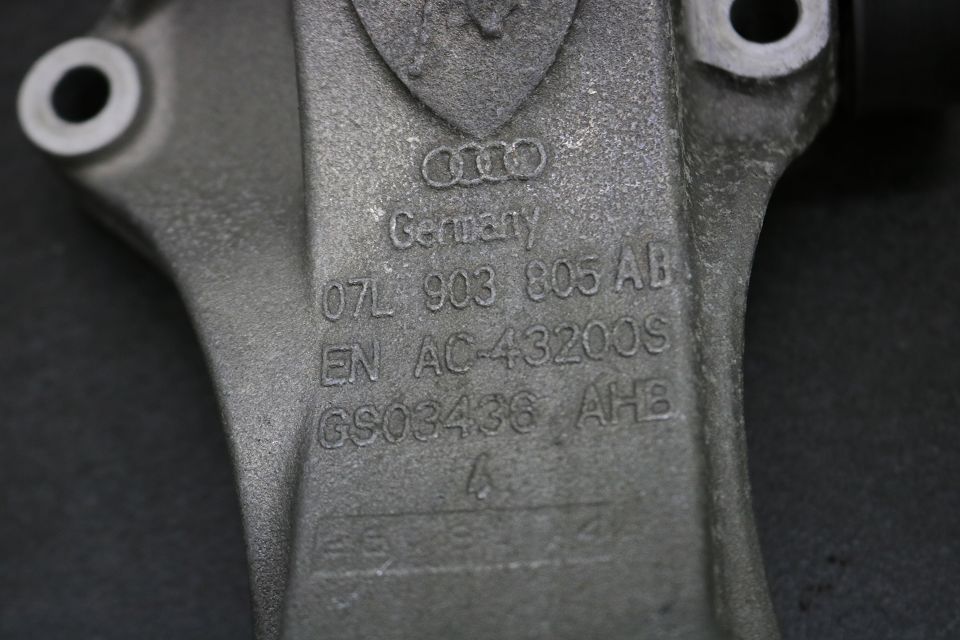 Germany
07L 903 805 AB
EN AC-43200S
GS03436 AHB
4